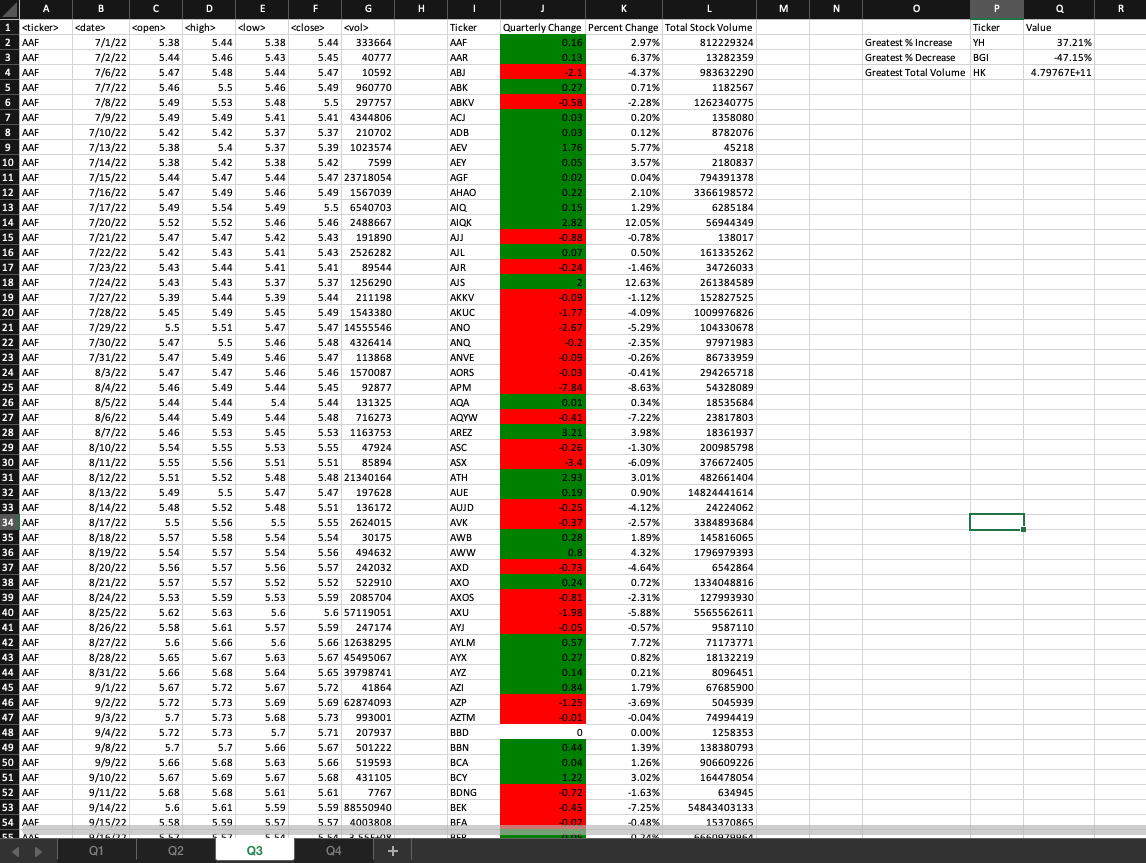 A B C D E F G H I J K L M N O P Q R
1 <ticker> <date> <open> <high> <low> <close> <vol> Ticker Quarterly Change Percent Change Total Stock Volume Ticker Value
2 AAF 7/1/22 5.38 5.44 5.38 5.44 333664 AAF 0.16 2.97% 812229324 Greatest % Increase YH 37.21%
3 AAF 7/2/22 5.44 5.46 5.43 5.45 40777 AAR 0.13 6.37% 13282359 Greatest % Decrease BGI -47.15%
4 AAF 7/6/22 5.47 5.48 5.44 5.47 10592 ABJ -2.1 -4.37% 983632290 Greatest Total Volume HK 4.79767E+11
5 AAF 7/7/22 5.46 5.5 5.46 5.49 960770 ABK 0.27 0.71% 1182567
6 AAF 7/8/22 5.49 5.53 5.48 5.5 297757 ABKV -0.58 -2.28% 1262340775
7 AAF 7/9/22 5.49 5.49 5.41 5.41 4344806 ACJ 0.03 0.20% 1358080
8 AAF 7/10/22 5.42 5.42 5.37 5.37 210702 ADB 0.03 0.12% 8782076
9 AAF 7/13/22 5.38 5.4 5.37 5.39 1023574 AEV 1.76 5.77% 45218
10 AAF 7/14/22 5.38 5.42 5.38 5.42 7599 AEY 0.05 3.57% 2180837
11 AAF 7/15/22 5.44 5.47 5.44 5.47 23718054 AGF 0.02 0.04% 794391378
12 AAF 7/16/22 5.47 5.49 5.46 5.49 1567039 AHAO 0.22 2.10% 3366198572
13 AAF 7/17/22 5.49 5.54 5.49 5.5 6540703 AIQ 0.15 1.29% 6285184
14 AAF 7/20/22 5.52 5.52 5.46 5.46 2488667 AIQK 2.82 12.05% 56944349
15 AAF 7/21/22 5.47 5.47 5.42 5.43 191890 AJJ -0.88 -0.78% 138017
16 AAF 7/22/22 5.42 5.43 5.41 5.43 2526282 AJL 0.07 0.50% 161335262
17 AAF 7/23/22 5.43 5.44 5.41 5.41 89544 AJR -0.24 -1.46% 34726033
18 AAF 7/24/22 5.43 5.43 5.37 5.37 1256290 AJS 2 12.63% 261384589
19 AAF 7/27/22 5.39 5.44 5.39 5.44 211198 AKKV -0.09 -1.12% 152827525
20 AAF 7/28/22 5.45 5.49 5.45 5.49 1543380 AKUC -1.77 -4.09% 1009976826
21 AAF 7/29/22 5.5 5.51 5.47 5.47 14555546 ANO -2.67 -5.29% 104330678
22 AAF 7/30/22 5.47 5.5 5.46 5.48 4326414 ANQ -0.2 -2.35% 97971983
23 AAF 7/31/22 5.47 5.49 5.46 5.47 113868 ANVE -0.09 -0.26% 86733959
24 AAF 8/3/22 5.47 5.47 5.46 5.46 1570087 AORS -0.03 -0.41% 294265718
25 AAF 8/4/22 5.46 5.49 5.44 5.45 92877 APM -7.84 -8.63% 54328089
26 AAF 8/5/22 5.44 5.44 5.4 5.44 131325 AQA 0.01 0.34% 18535684
27 AAF 8/6/22 5.44 5.49 5.44 5.48 716273 AQYW -0.41 -7.22% 23817803
28 AAF 8/7/22 5.46 5.53 5.45 5.53 1163753 AREZ 3.21 3.98% 18361937
29 AAF 8/10/22 5.54 5.55 5.53 5.55 47924 ASC -0.26 -1.30% 200985798
30 AAF 8/11/22 5.55 5.56 5.51 5.51 85894 ASX -3.4 -6.09% 376672405
31 AAF 8/12/22 5.51 5.52 5.48 5.48 21340164 ATH 2.93 3.01% 482661404
32 AAF 8/13/22 5.49 5.5 5.47 5.47 197628 AUE 0.19 0.90% 14824441614
33 AAF 8/14/22 5.48 5.52 5.48 5.51 136172 AUJD -0.25 -4.12% 24224062
34 AAF 8/17/22 5.5 5.56 5.5 5.55 2624015 AVK -0.37 -2.57% 3384893684
35 AAF 8/18/22 5.57 5.58 5.54 5.54 30175 AWB 0.28 1.89% 145816065
36 AAF 8/19/22 5.54 5.57 5.54 5.56 494632 AWW 0.8 4.32% 1796979393
37 AAF 8/20/22 5.56 5.57 5.56 5.57 242032 AXD -0.73 -4.64% 6542864
38 AAF 8/21/22 5.57 5.57 5.52 5.52 522910 AXO 0.24 0.72% 1334048816
39 AAF 8/24/22 5.53 5.59 5.53 5.59 2085704 AXOS -0.81 -2.31% 127993930
40 AAF 8/25/22 5.62 5.63 5.6 5.6 57119051 AXU -1.98 -5.88% 5565562611
41 AAF 8/26/22 5.58 5.61 5.57 5.59 247174 AYJ -0.05 -0.57% 9587110
42 AAF 8/27/22 5.6 5.66 5.6 5.66 12638295 AYLM 0.57 7.72% 71173771
43 AAF 8/28/22 5.65 5.67 5.63 5.67 45495067 AYX 0.27 0.82% 18132219
44 AAF 8/31/22 5.66 5.68 5.64 5.65 39798741 AYZ 0.14 0.21% 8096451
45 AAF 9/1/22 5.67 5.72 5.67 5.72 41864 AZI 0.84 1.79% 67685900
46 AAF 9/2/22 5.72 5.73 5.69 5.69 62874093 AZP -1.25 -3.69% 5045939
47 AAF 9/3/22 5.7 5.73 5.68 5.73 993001 AZTM -0.01 -0.04% 74994419
48 AAF 9/4/22 5.72 5.73 5.7 5.71 207937 BBD 0 0.00% 1258353
49 AAF 9/8/22 5.7 5.7 5.66 5.67 501222 BBN 0.44 1.39% 138380793
50 AAF 9/9/22 5.66 5.68 5.63 5.66 519593 BCA 0.04 1.26% 906609226
51 AAF 9/10/22 5.67 5.69 5.67 5.68 431105 BCY 1.22 3.02% 164478054
52 AAF 9/11/22 5.68 5.68 5.61 5.61 7767 BDNG -0.72 -1.63% 634945
53 AAF 9/14/22 5.6 5.61 5.59 5.59 88550940 BEK -0.45 -7.25% 54843403133
54 AAF 9/15/22 5.58 5.59 5.57 5.57 4003808 BFA -0.02 -0.48% 15370865
55 AAF
Q1 Q2 Q3 Q4 +